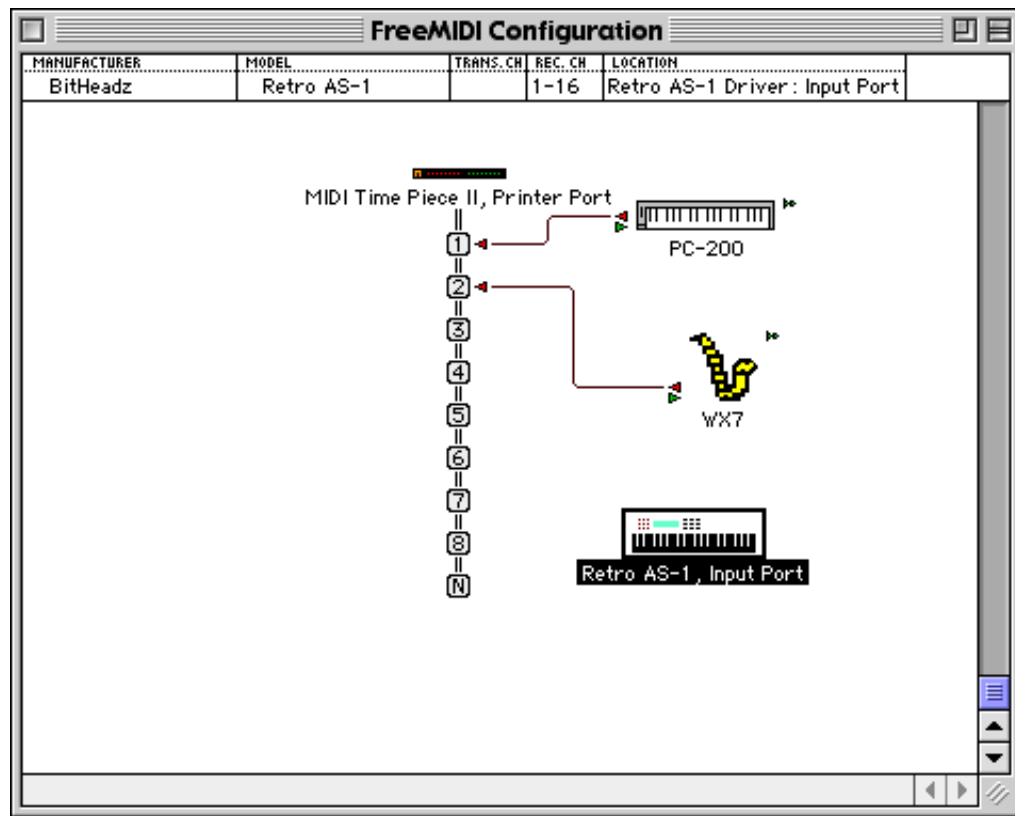 FreeMIDI Configuration
MANUFACTURER MODEL TRANS.CH REC. CH LOCATION
BitHeadz Retro AS-1 1-16 Retro AS-1 Driver: Input Port
MIDI Time Piece II, Printer Port
1
PC-200
2
3
4
WX7
5
6
7
8
Retro AS-1, Input Port
N